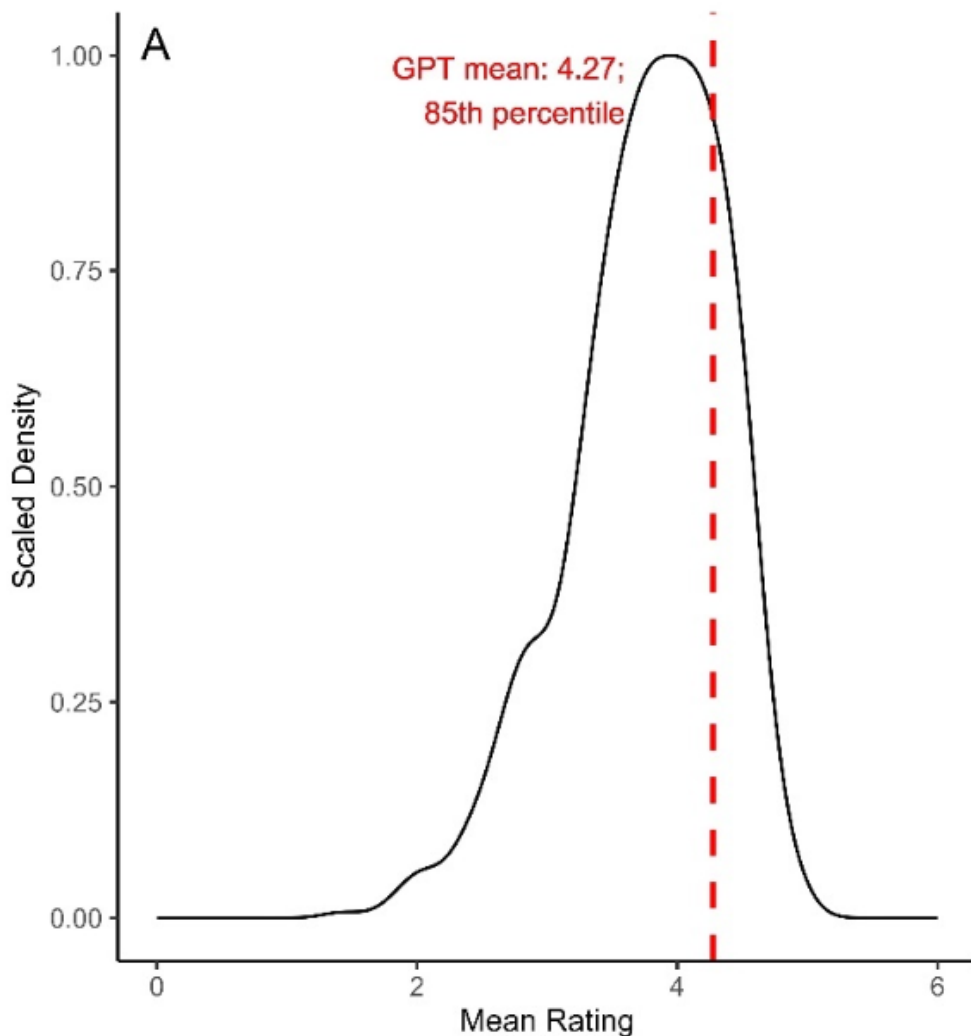 A
GPT mean: 4.27;
85th percentile
1.00
0.75
0.50
0.25
0.00
Scaled Density
0
2
4
6
Mean Rating